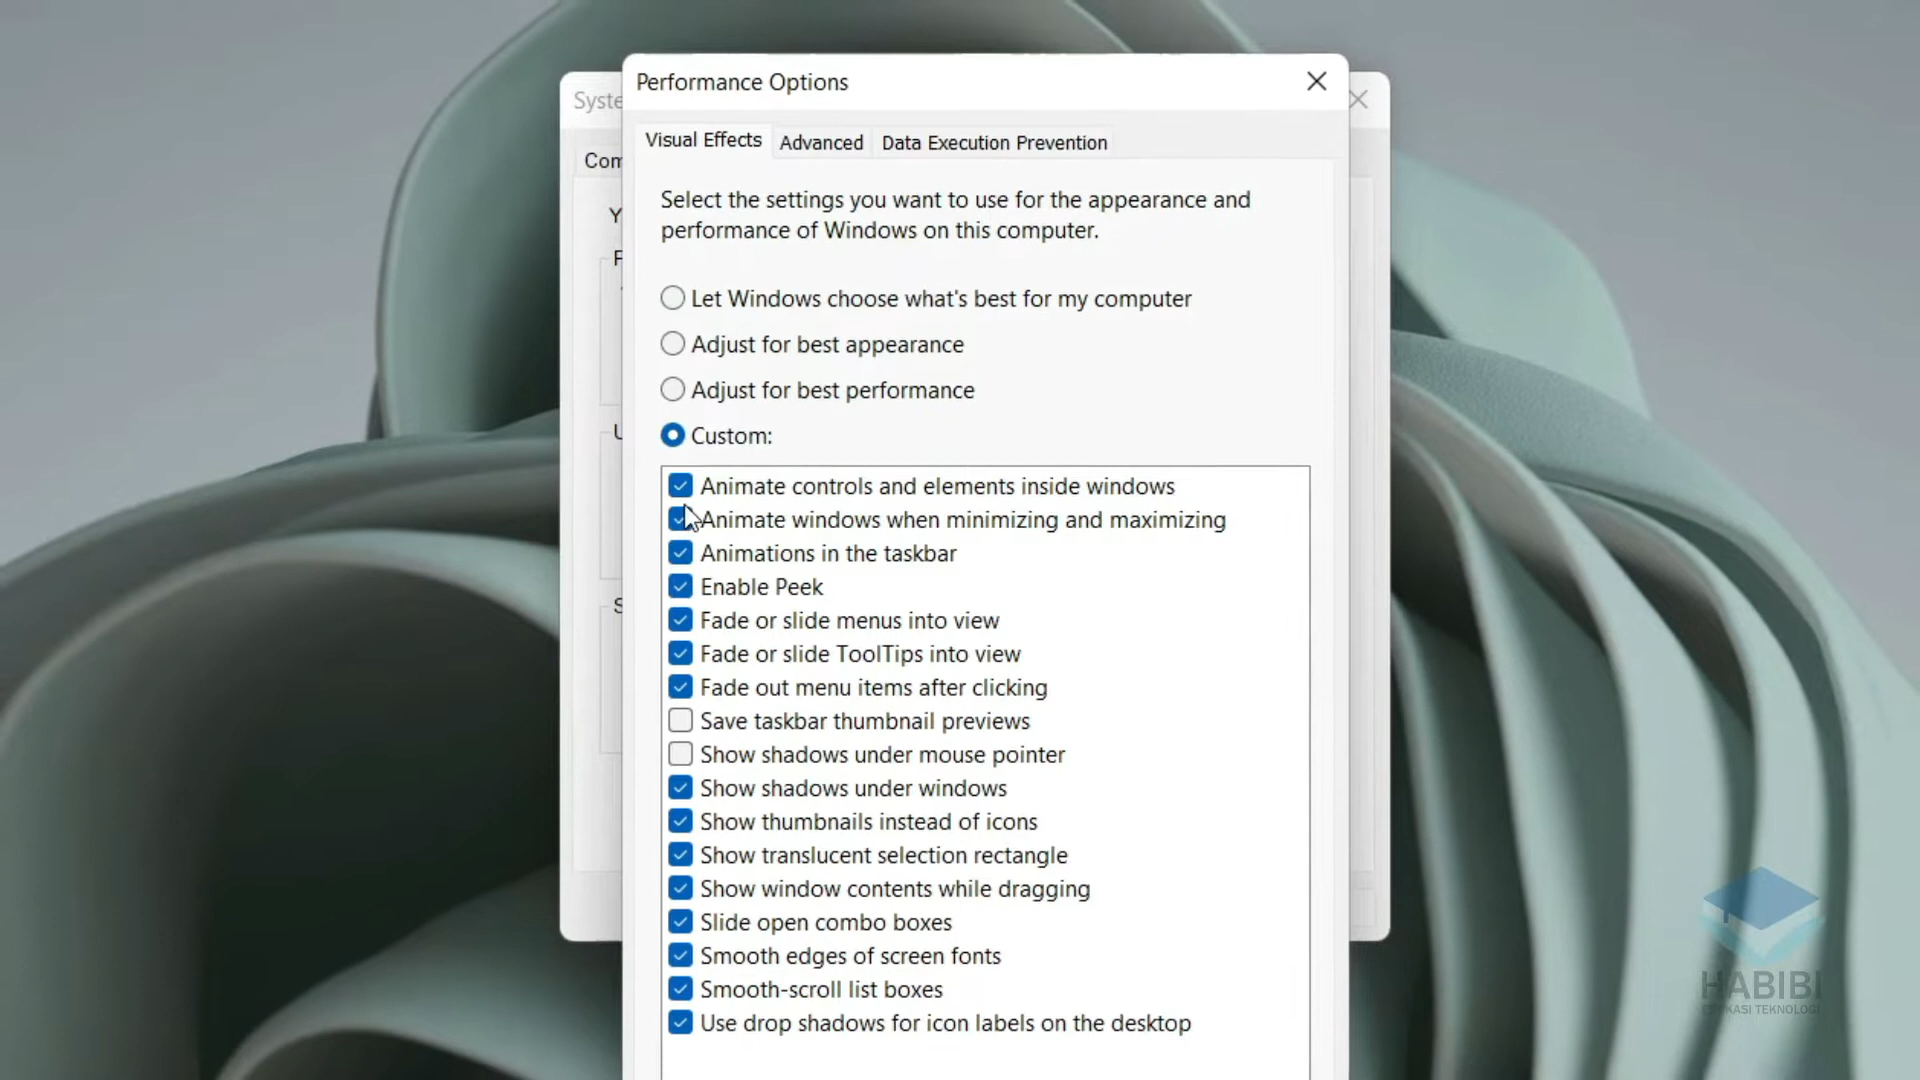 Performance Options
Syste
Visual Effects
Advanced
Data Execution Prevention
Com
Select the settings you want to use for the appearance and
performance of Windows on this computer.
Let Windows choose what's best for my computer
Adjust for best appearance
Adjust for best performance
Custom:
Animate controls and elements inside windows
Animate windows when minimizing and maximizing
Animations in the taskbar
Enable Peek
Fade or slide menus into view
Fade or slide ToolTips into view
Fade out menu items after clicking
Save taskbar thumbnail previews
Show shadows under mouse pointer
Show shadows under windows
Show thumbnails instead of icons
Show translucent selection rectangle
Show window contents while dragging
Slide open combo boxes
Smooth edges of screen fonts
Smooth-scroll list boxes
Use drop shadows for icon labels on the desktop
HABIBI
TEKNOLOGI